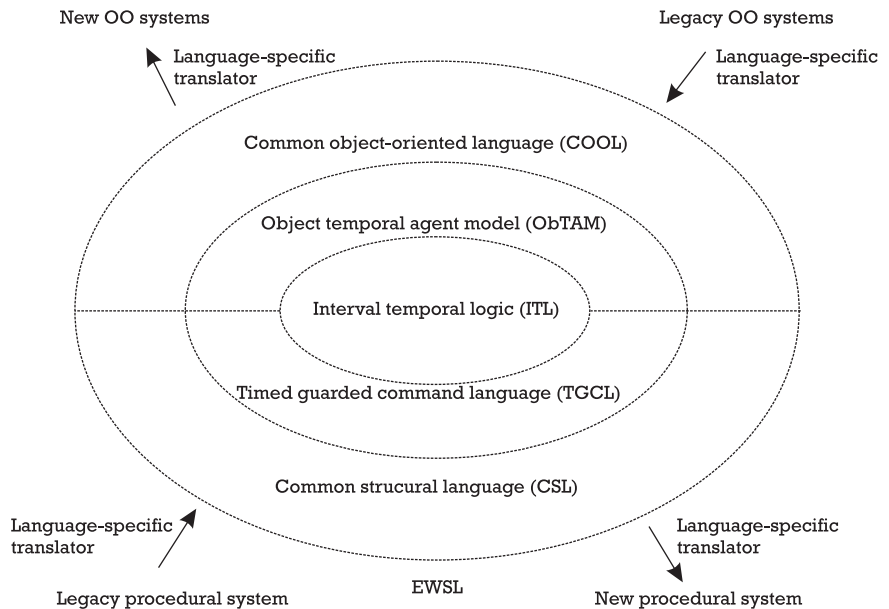 New OO systems
Legacy OO systems
Language-specific
translator
Language-specific
translator
Common object-oriented language (COOL)
Object temporal agent model (ObTAM)
Interval temporal logic (ITL)
Timed guarded command language (TGCL)
Common strucural language (CSL)
Language-specific
translator
Language-specific
translator
EWSL
Legacy procedural system
New procedural system